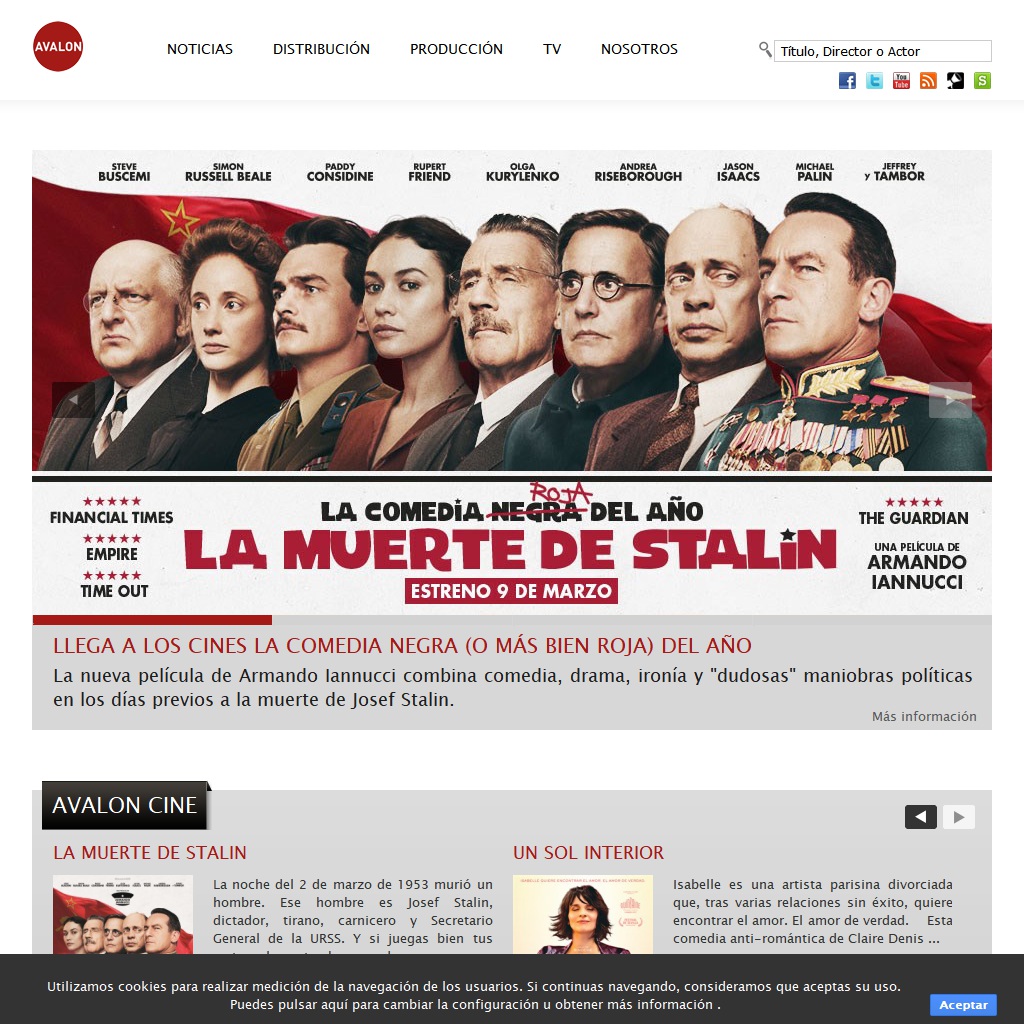 AVALON
NOTICIAS DISTRIBUCIÓN PRODUCCIÓN TV NOSOTROS
Título, Director o Actor
STEVE BUSCEMI
SIMON RUSSELL BEALE
PADDY CONSIDINE
RUPERT FRIEND
OLGA KURYLENKO
ANDREA RISEBOROUGH
JASON ISAACS
MICHAEL PALIN
JEFFREY y TAMBOR
★★★★★
FINANCIAL TIMES
★★★★★
EMPIRE
★★★★★
TIME OUT
ROJA
LA COMEDIA NEGRA DEL AÑO
LA MUERTE DE STALIN
ESTRENO 9 DE MARZO
★★★★★
THE GUARDIAN
UNA PELÍCULA DE
ARMANDO
IANNUCCI
LLEGA A LOS CINES LA COMEDIA NEGRA (O MÁS BIEN ROJA) DEL AÑO
La nueva película de Armando Iannucci combina comedia, drama, ironía y "dudosas" maniobras políticas
en los días previos a la muerte de Josef Stalin.
Más información
AVALON CINE
LA MUERTE DE STALIN
La noche del 2 de marzo de 1953 murió un
hombre. Ese hombre es Josef Stalin,
dictador, tirano, carnicero y Secretario
General de la URSS. Y si juegas bien tus
UN SOL INTERIOR
Isabelle es una artista parisina divorciada
que, tras varias relaciones sin éxito, quiere
encontrar el amor. El amor de verdad. Esta
comedia anti-romántica de Claire Denis ...
Utilizamos cookies para realizar medición de la navegación de los usuarios. Si continuas navegando, consideramos que aceptas su uso.
Puedes pulsar aquí para cambiar la configuración u obtener más información .
Aceptar